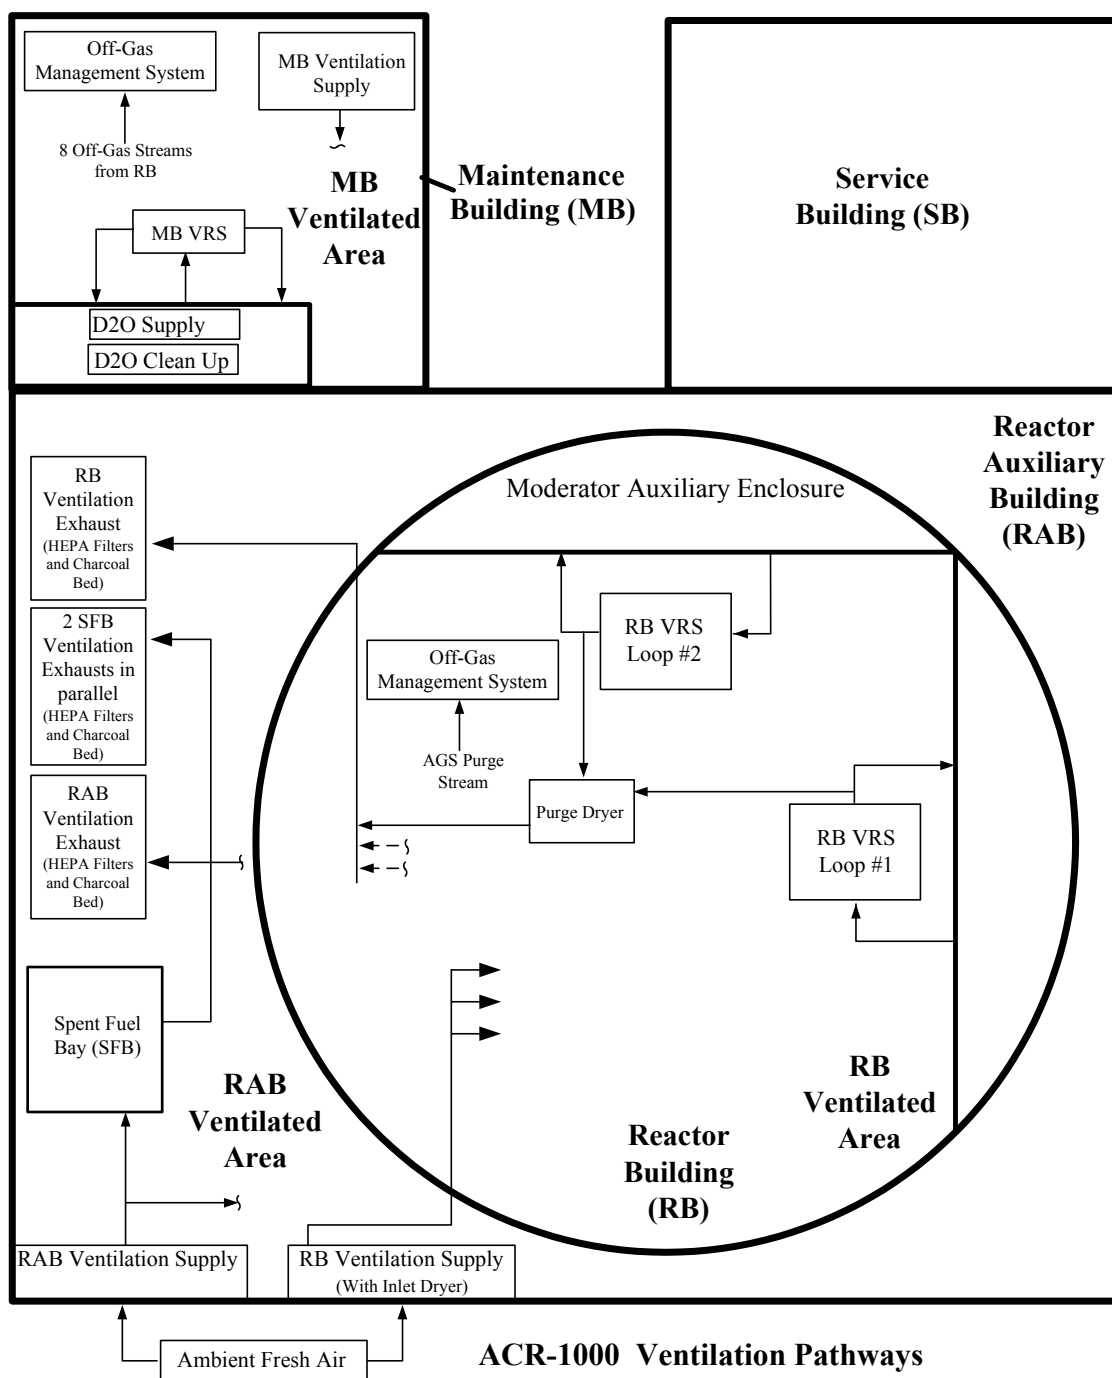 Off-Gas
Management System
MB Ventilation
Supply
8 Off-Gas Streams
from RB
MB
Ventilated
Area
Maintenance
Building (MB)
Service
Building (SB)
MB VRS
D2O Supply
D2O Clean Up
Reactor
Auxiliary
Building
(RAB)
RB
Ventilation
Exhaust
(HEPA Filters
and Charcoal
Bed)
Moderator Auxiliary Enclosure
2 SFB
Ventilation
Exhausts in
parallel
(HEPA Filters
and Charcoal
Bed)
RB VRS
Loop #2
Off-Gas
Management System
AGS Purge
Stream
RAB
Ventilation
Exhaust
(HEPA Filters
and Charcoal
Bed)
Purge Dryer
RB VRS
Loop #1
Spent Fuel
Bay (SFB)
RAB
Ventilated
Area
RB
Ventilated
Area
Reactor
Building
(RB)
RAB Ventilation Supply
RB Ventilation Supply
(With Inlet Dryer)
Ambient Fresh Air
ACR-1000 Ventilation Pathways